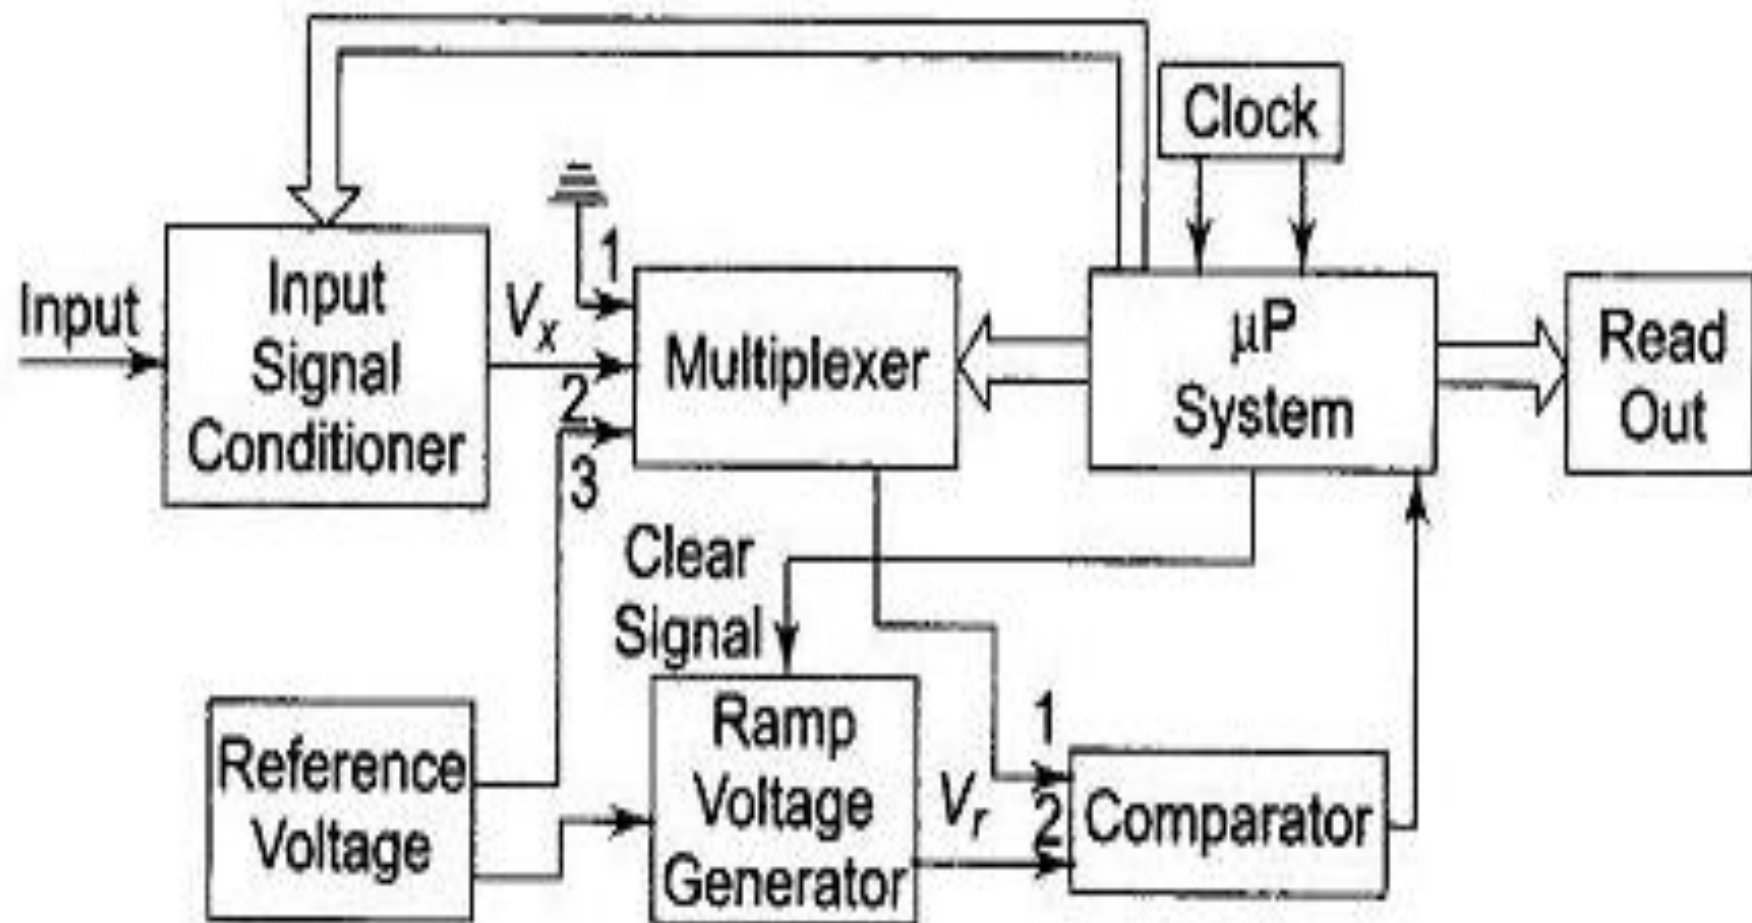 Clock
Input
Input
Signal
Conditioner
Vx
1
2
3
Multiplexer
μP
System
Read
Out
Clear
Signal
Reference
Voltage
Ramp
Voltage
Generator
Vr
1
2
Comparator